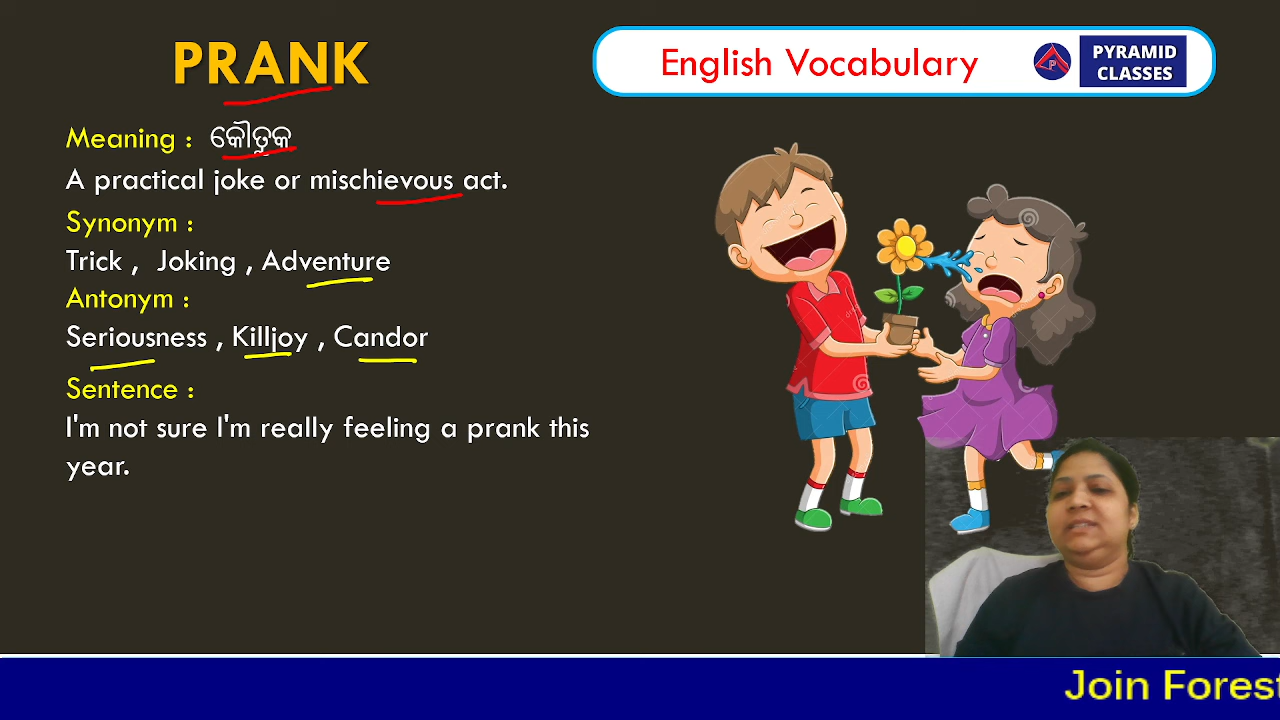 PRANK
English Vocabulary
PYRAMID
CLASSES
Meaning : କୌତୁକ
A practical joke or mischievous act.
Synonym :
Trick , Joking , Adventure
Antonym :
Seriousness , Killjoy , Candor
Sentence :
I'm not sure I'm really feeling a prank this
year.
Join Forest